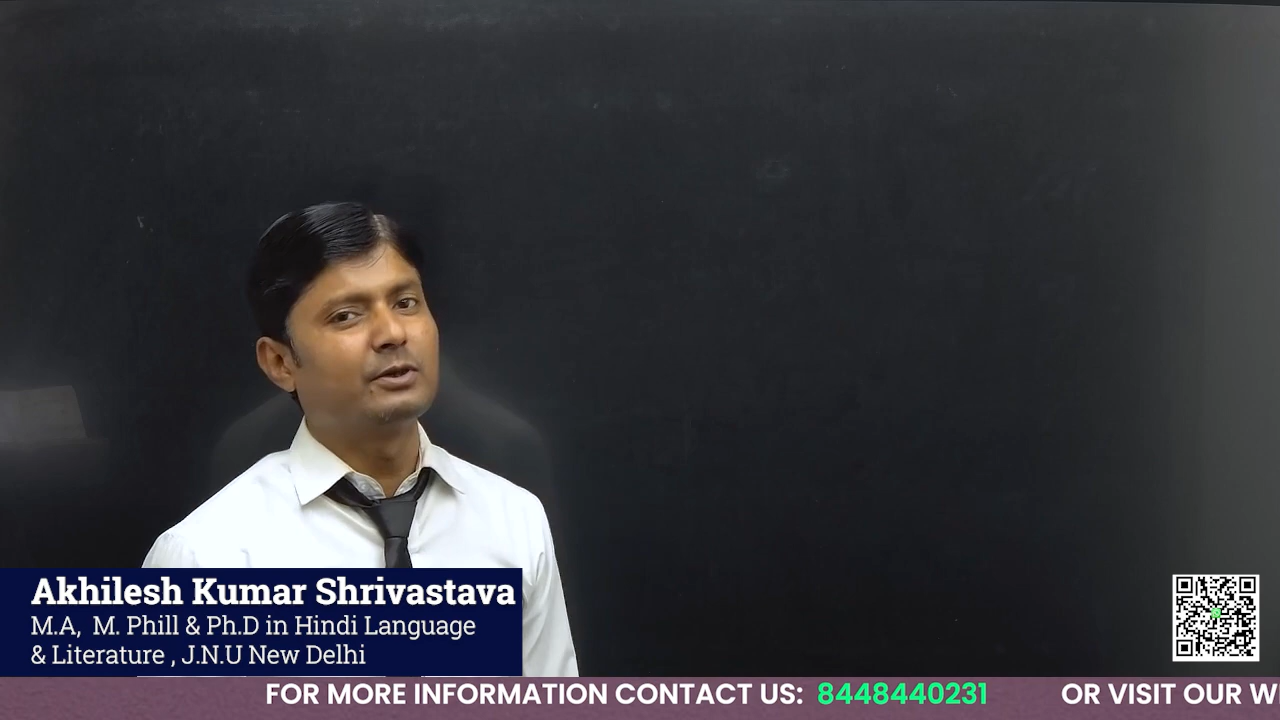 Akhilesh Kumar Shrivastava
M.A, M. Phill & Ph.D in Hindi Language
& Literature , J.N.U New Delhi
FOR MORE INFORMATION CONTACT US: 8448440231 OR VISIT OUR W